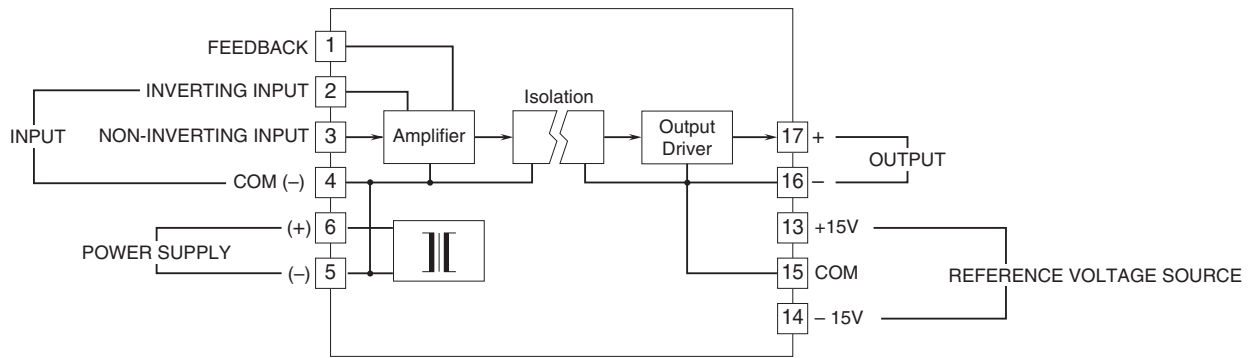 FEEDBACK 1
INVERTING INPUT 2
Isolation
INPUT
NON-INVERTING INPUT 3
Amplifier
Output
Driver
17 +
OUTPUT
COM (–) 4
16 –
(+) 6
13 +15V
POWER SUPPLY
(–) 5
15 COM
REFERENCE VOLTAGE SOURCE
14 – 15V